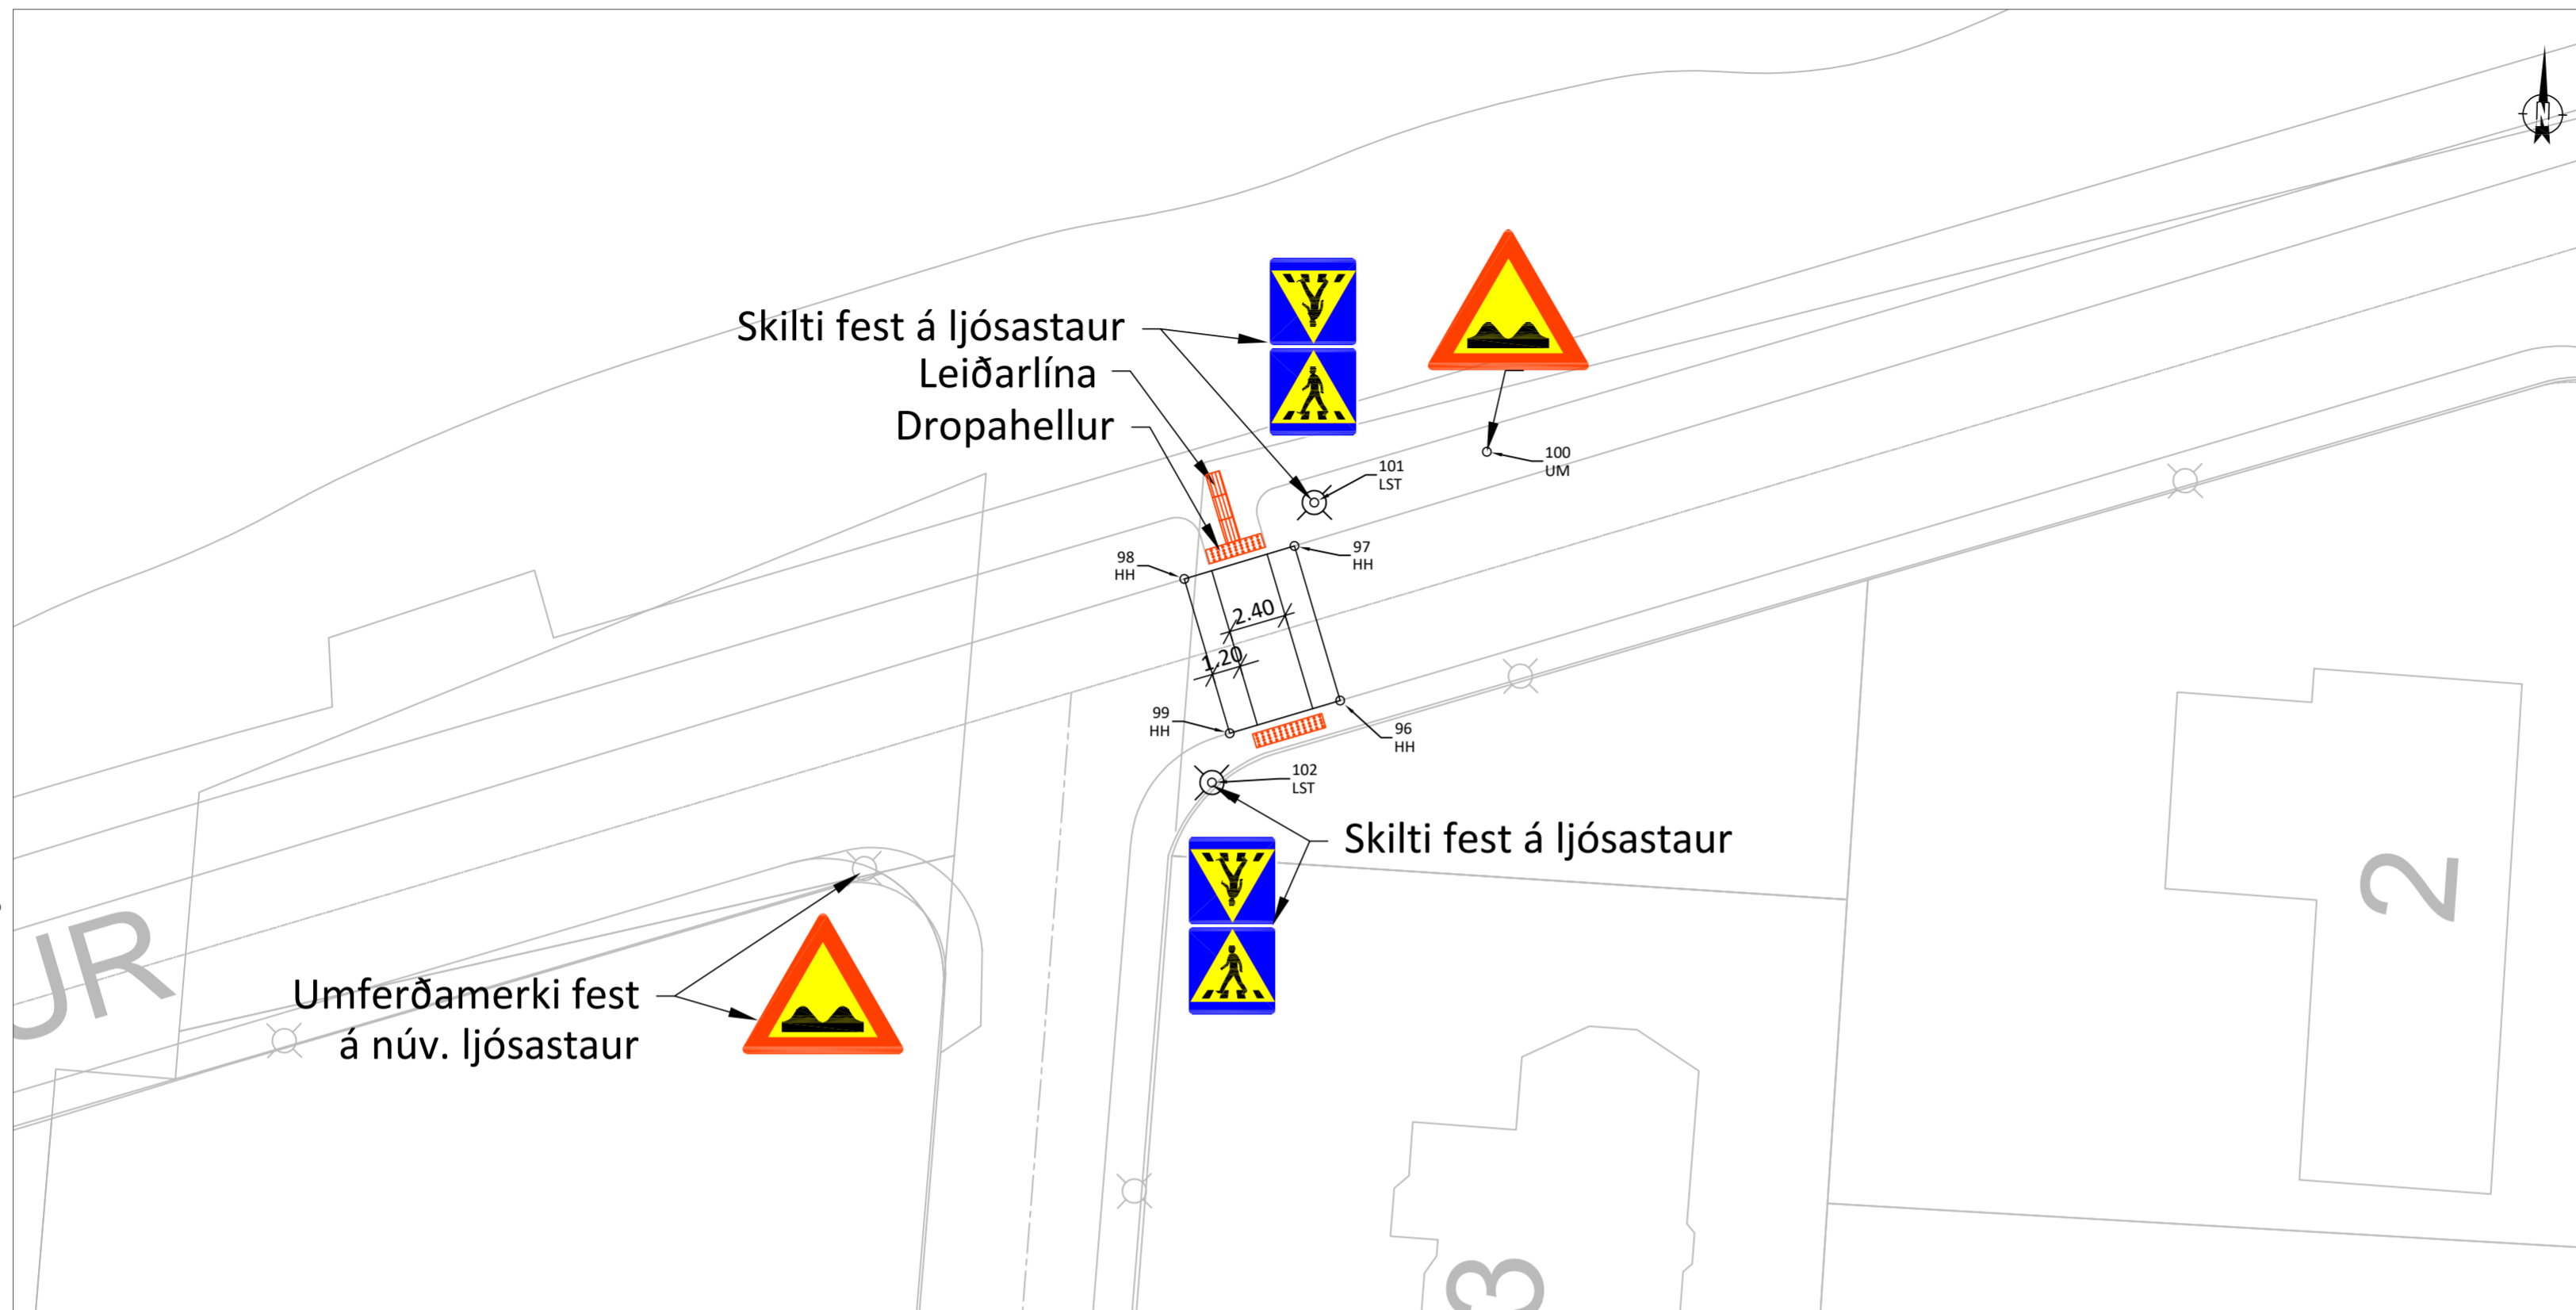 N
Skilti fest á ljósastaur
Leiðarlína
Dropahellur
100
UM
101
LST
98
HH
97
HH
2.40
1.20
99
HH
96
HH
102
LST
Skilti fest á ljósastaur
UR
2
Umferðamerki fest
á núv. ljósastaur
3